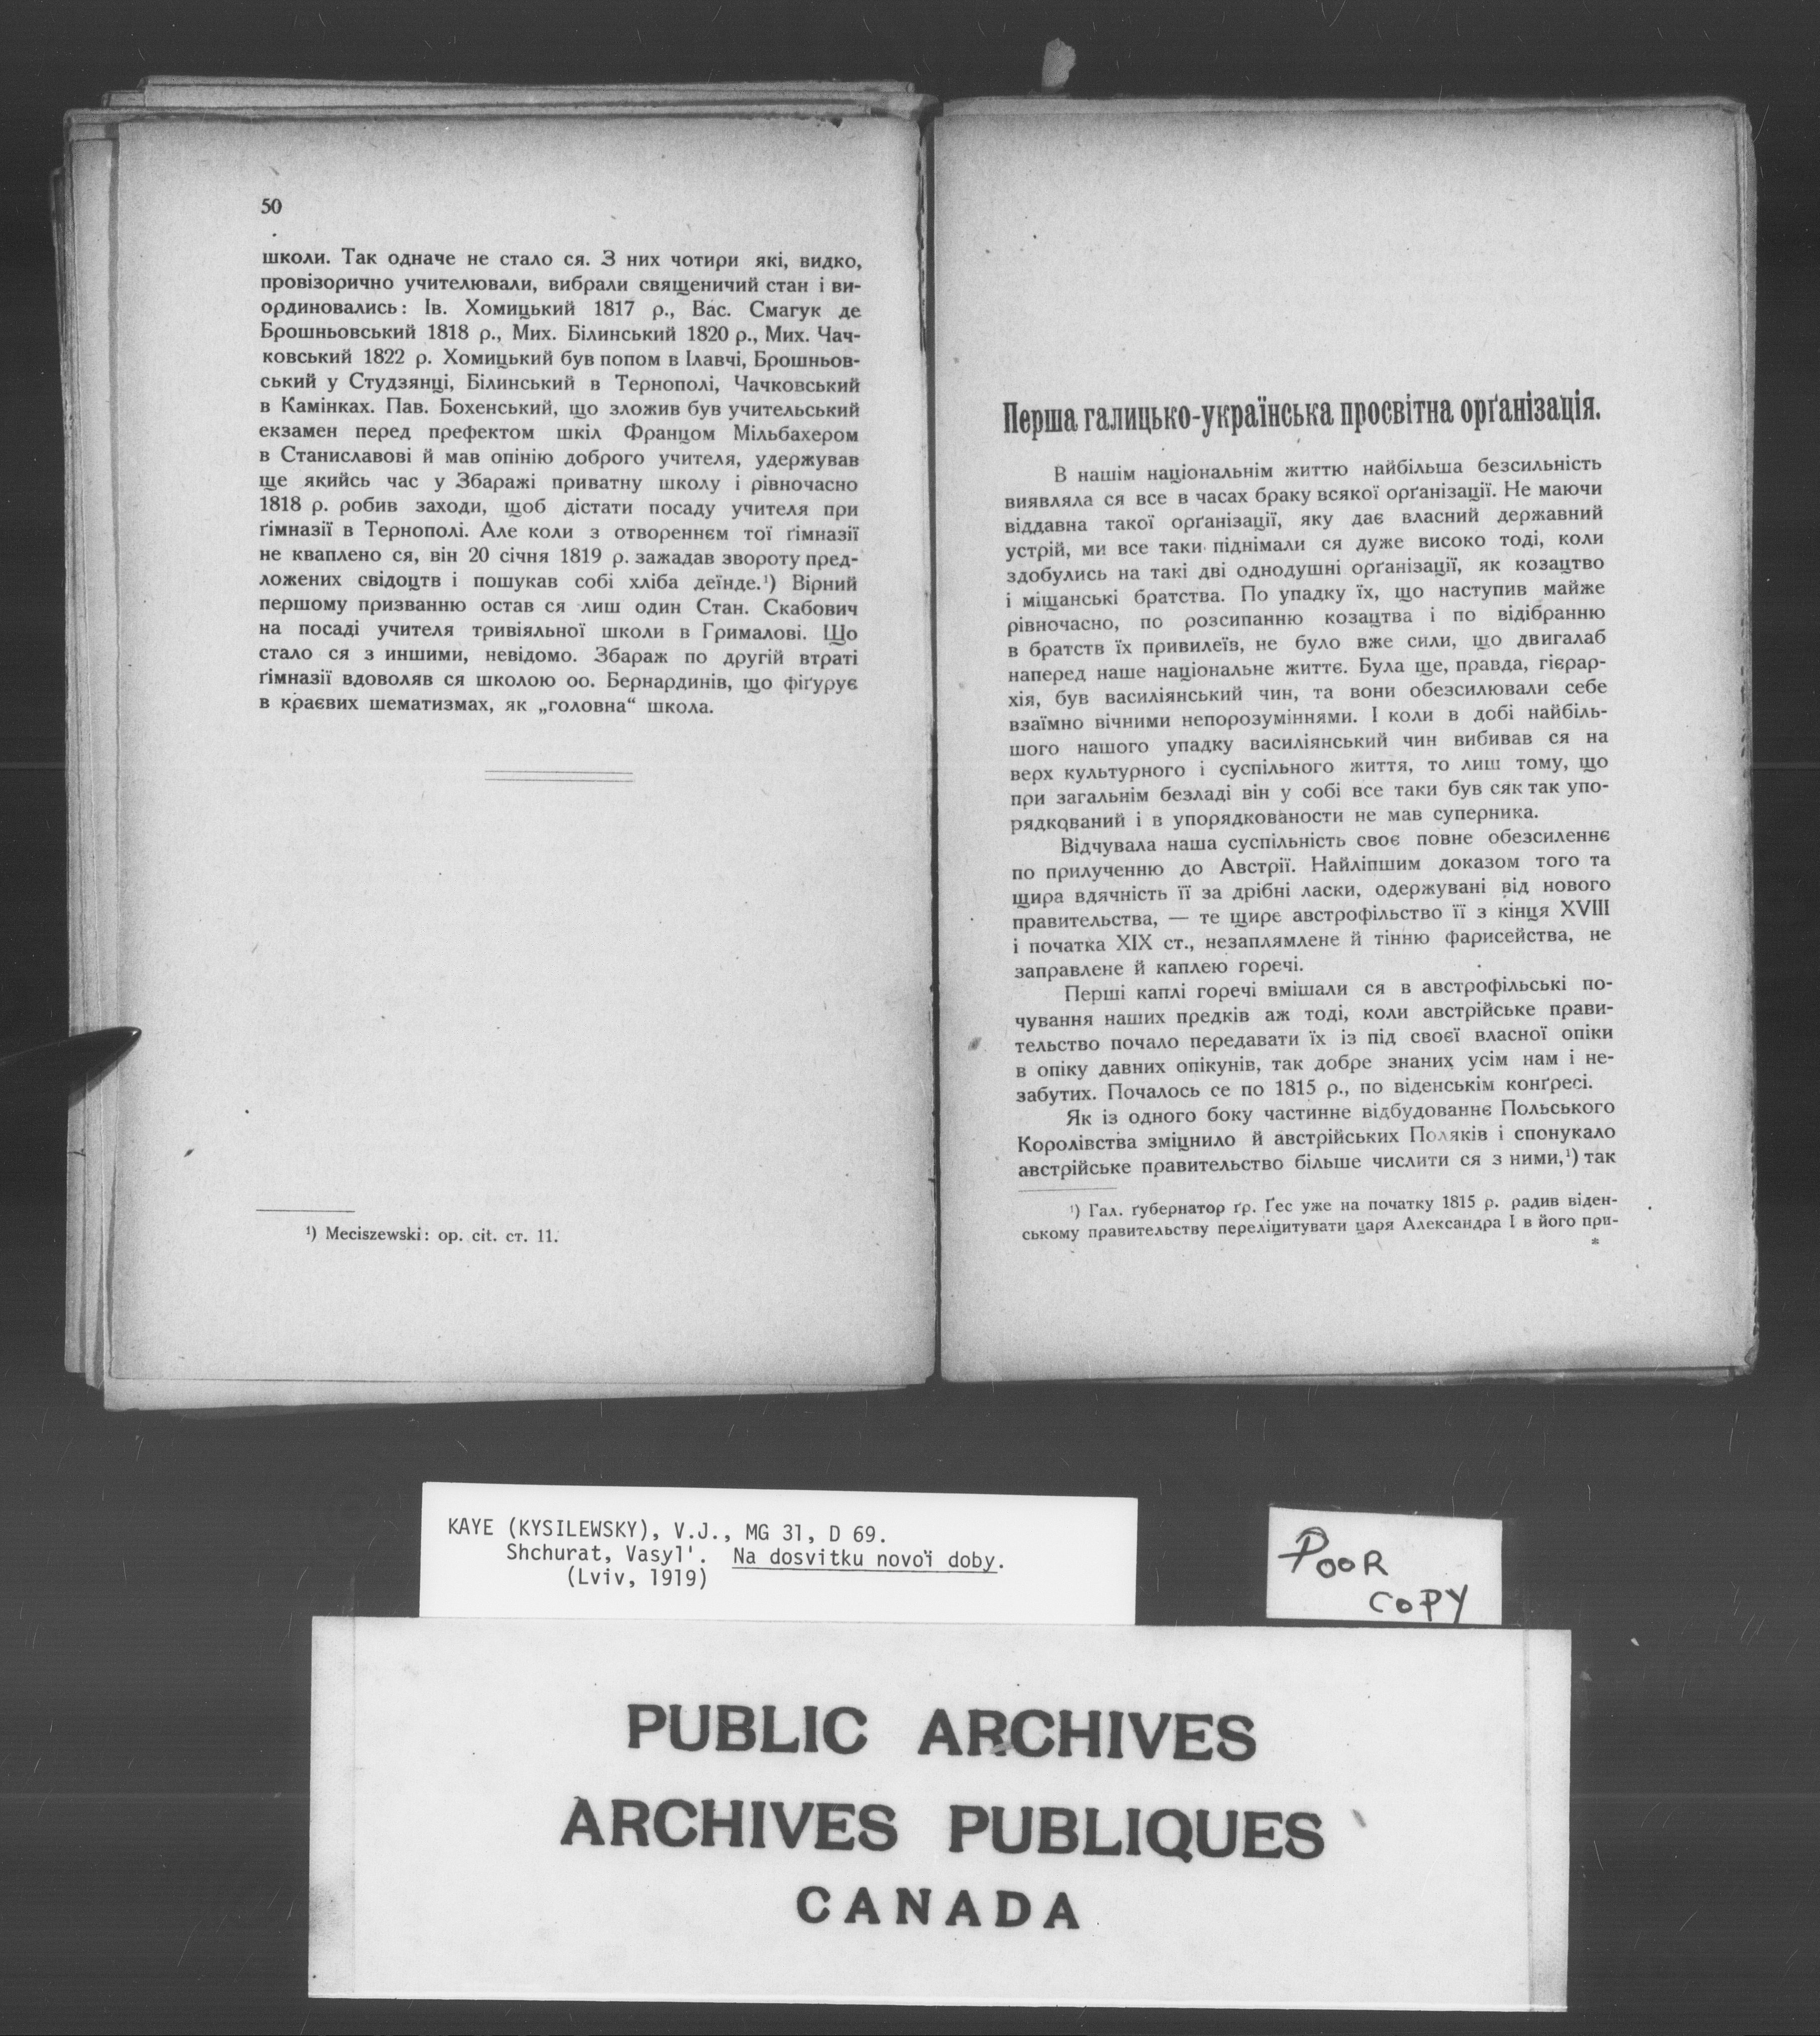 50
школи. Так одначе не стало ся. З них чотири які, видко,
провізорично учителювали, вибрали священичий стан і ви-
ординовались: Ів. Хомицький 1817 р., Вас. Смагук де
Брошньовський 1818 р., Мих. Білинський 1820 р., Мих. Чач-
ковський 1822 р. Хомицький був попом в Ілавчі, Брошньов-
ський у Студзянці, Білинський в Тернополі, Чачковський
в Камінках. Пав. Бохенський, що зложив був учительський
екзамен перед префектом шкіл Францом Мільбахером
в Станиславові й мав опінію доброго учителя, удержував
ще якийсь час у Збаражі приватну школу і рівночасно
1818 р. робив заходи, щоб дістати посаду учителя при
ґімназії в Тернополі. Але коли з отвореннєм тої ґімназії
не квапленo ся, він 20 січня 1819 р. зажадав звороту пред-
ложених свідоцтв і пошукав собі хліба деїнде.¹) Вірний
першому призванню остав ся лиш один Стан. Скабович
на посаді учителя тривіяльної школи в Грималові. Що
стало ся з иншими, невідомо. Збараж по другій втраті
ґімназії вдоволяв ся школою оо. Бернардинів, що фіґурує
в краєвих шематизмах, як „головна“ школа.
¹) Meciszewski: op. cit. ст. 11.
Перша галицько-українська просвітна орґанізація.
В нашім національнім життю найбільша безсильність
виявляла ся все в часах браку всякої орґанізації. Не маючи
віддавна такої орґанізації, яку дає власний державний
устрій, ми все таки піднімали ся дуже високо тоді, коли
здобулись на такі дві однодушні орґанізації, як козацтво
і міщанські братства. По упадку їх, що наступив майже
рівночасно, по розсипанню козацтва і по відібранню
в братств їх привилеїв, не було вже сили, що двигалаб
наперед наше національне життє. Була ще, правда, гієрар-
хія, був василіянський чин, та вони обезсилювали себе
взаїмно вічними непорозуміннями. І коли в добі найбіль-
шого нашого упадку василіянський чин вибивав ся на
верх культурного і суспільного життя, то лиш тому, що
при загальнім безладі він у собі все таки був сяк так упо-
рядкований і в упорядкованости не мав суперника.
Відчувала наша суспільність своє повне обезсиленнє
по прилученню до Австрії. Найліпшим доказом того та
щира вдячність її за дрібні ласки, одержувані від нового
правительства, — те щире австрофільство її з кінця XVIII
і початка XIX ст., незаплямлене й тінню фарисейства, не
заправлене й каплею горечі.
Перші каплі горечі вмішали ся в австрофільські по-
чування наших предків аж тоді, коли австрійське прави-
тельство почало передавати їх із під своєї власної опіки
в опіку давних опікунів, так добре знаних усім нам і не-
забутих. Почалось се по 1815 р., по віденськім конґресі.
Як із одного боку частинне відбудованнє Польського
Королівства зміцнило й австрійських Поляків і спонукало
австрійське правительство більше числити ся з ними,¹) так
¹) Гал. ґубернатор ґр. Ґес уже на початку 1815 р. радив віден-
ському правительству переліцитувати царя Александра І в його при-
*
KAYE (KYSILEWSKY), V.J., MG 31, D 69.
Shchurat, Vasyl'. Na dosvitku novoï doby.
(Lviv, 1919)
POOR
COPY
PUBLIC ARCHIVES
ARCHIVES PUBLIQUES
CANADA